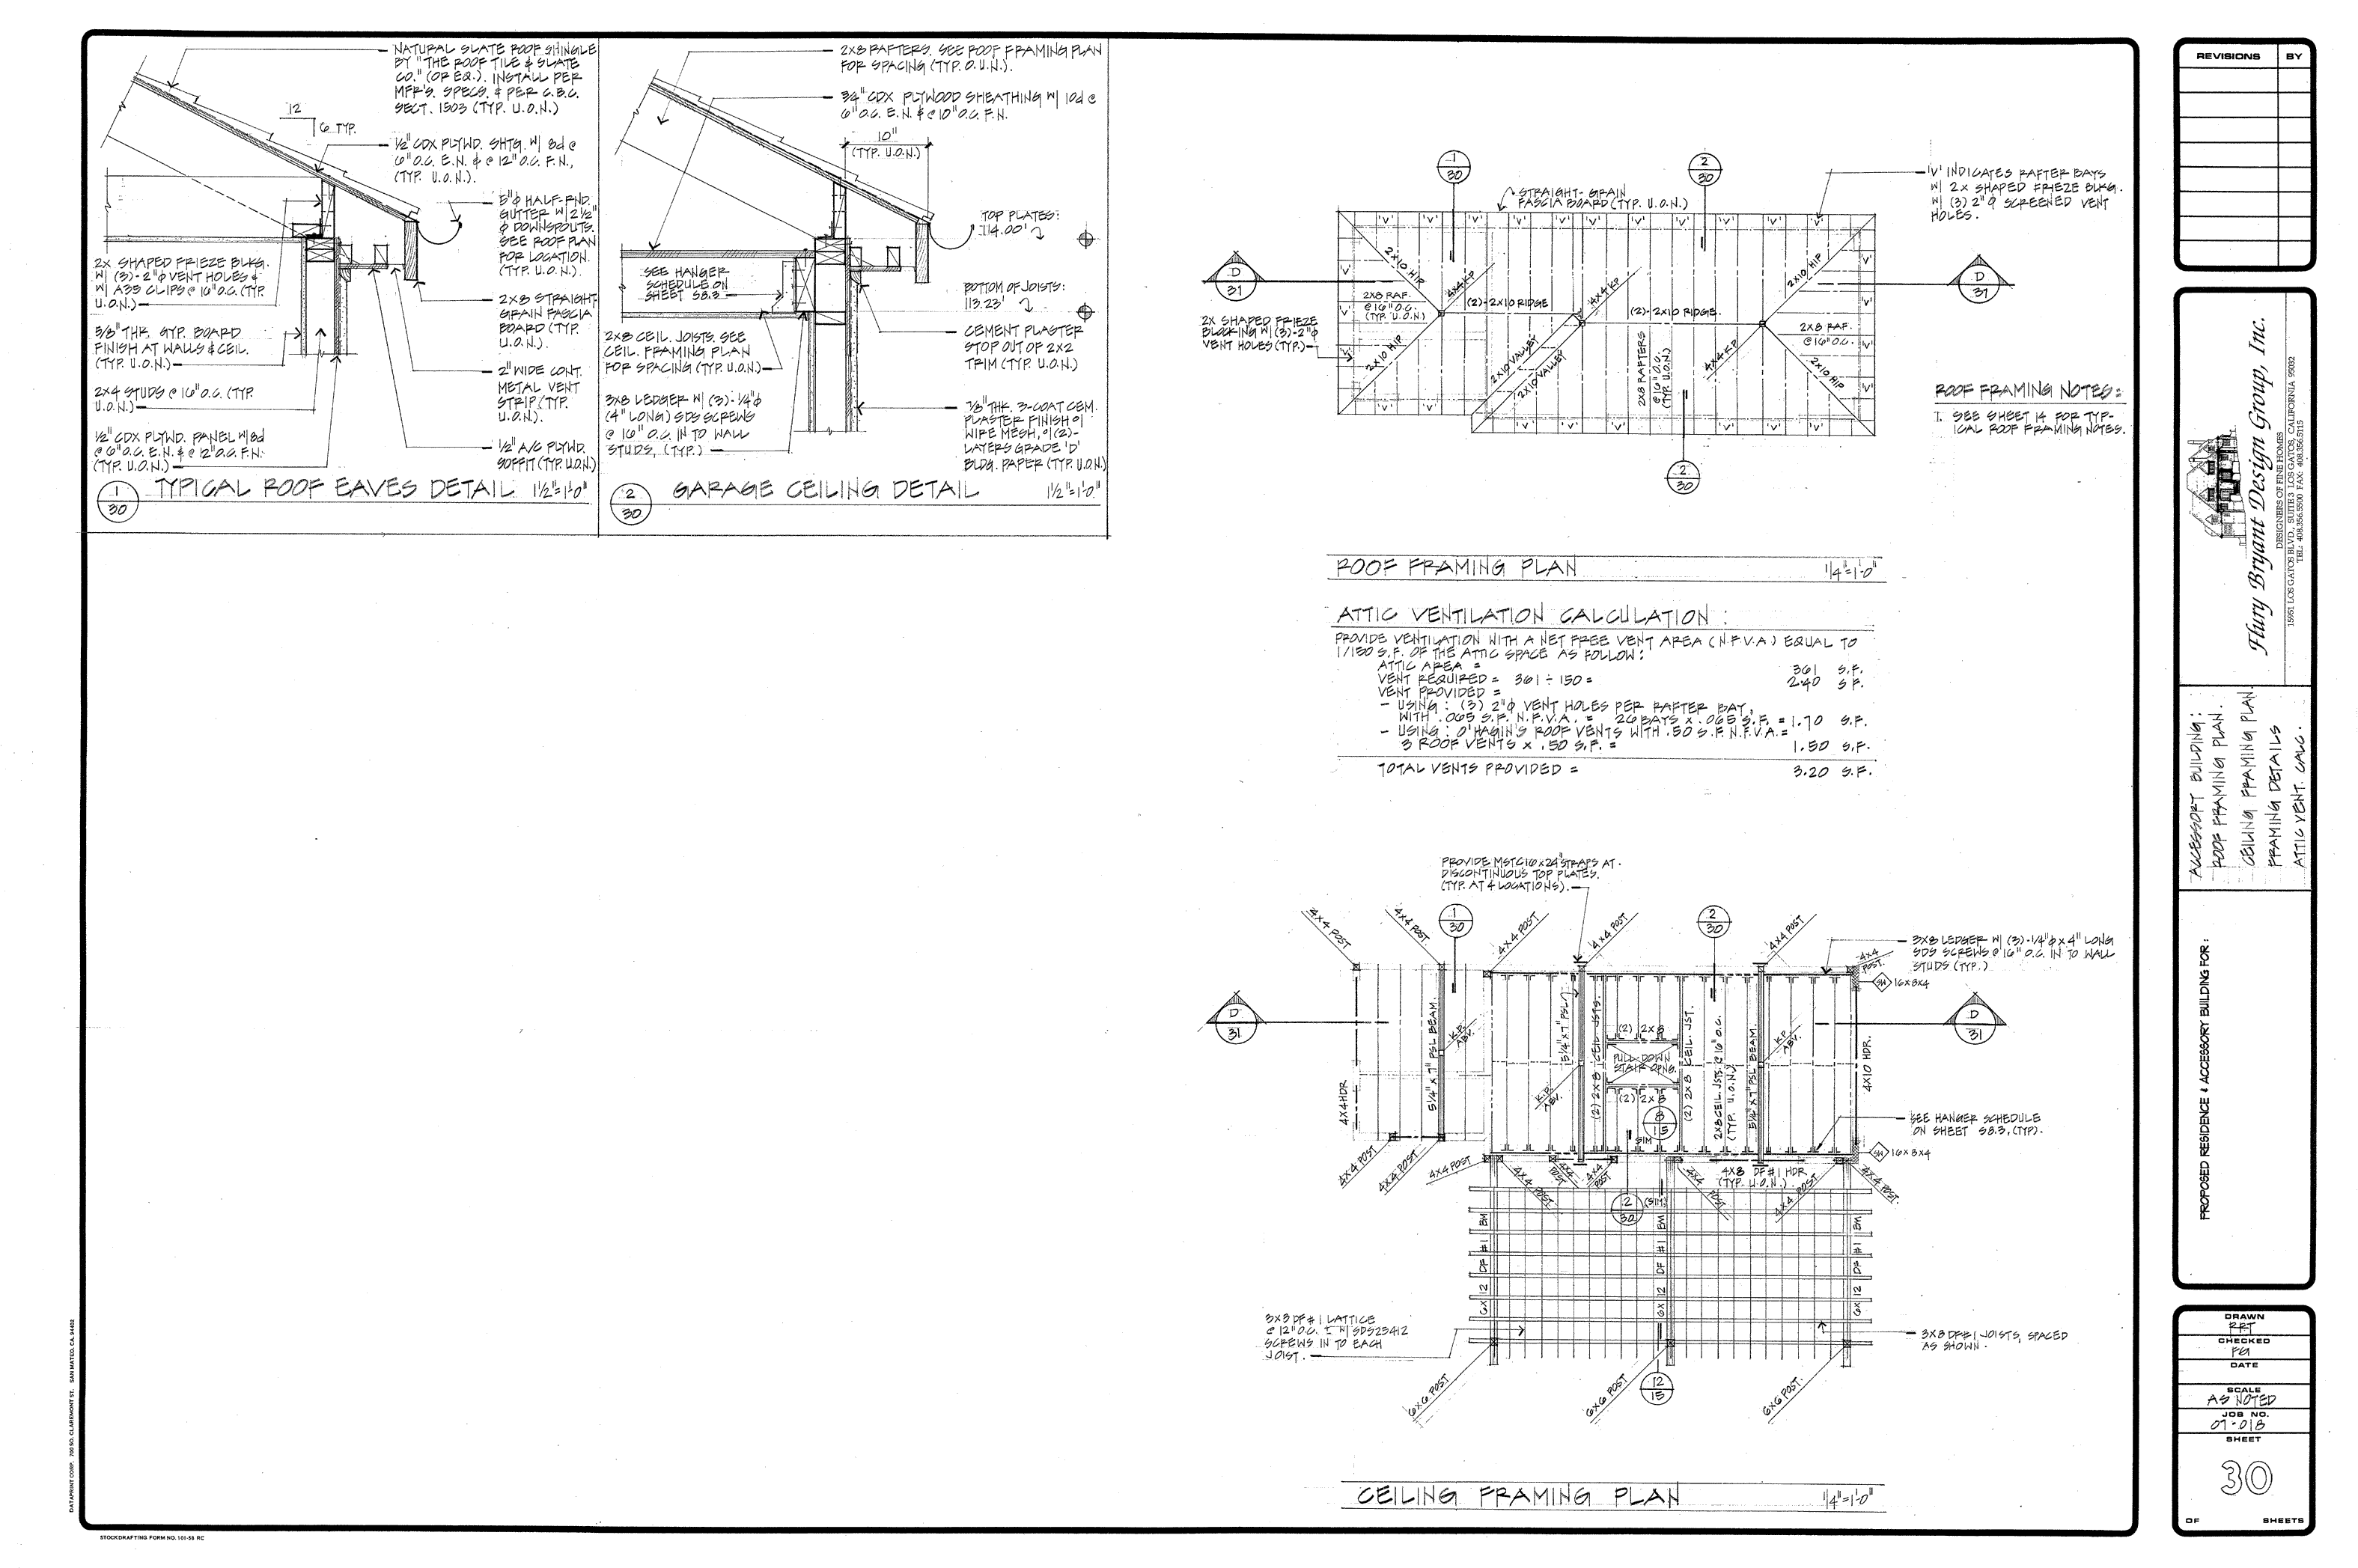 NATURAL SLATE ROOF SHINGLE
BY "THE ROOF TILE & SLATE
CO." (OR EQ.). INSTALL PER
MFR'S. SPECS. & PER C.B.C.
SECT. 1503 (TYP. U.O.N.)
12
6 TYP.
1/2" CDX PLYWD. SHTG. W/ 8d @
6" O.C. E.N. & @ 12" O.C. F.N.,
(TYP. U.O.N.).
5"φ HALF-RND.
GUTTER W/ 2 1/2"
φ DOWNSPOUTS.
SEE ROOF PLAN
FOR LOCATION.
(TYP. U.O.N.).
2X SHAPED FRIEZE BLKG.
W/ (3)-2"φ VENT HOLES &
W/ A35 CLIPS @ 16" O.C. (TYP.
U.O.N.)
2X8 STRAIGHT
GRAIN FASCIA
BOARD (TYP.
U.O.N.).
5/8" THK. GYP. BOARD
FINISH AT WALLS & CEIL.
(TYP. U.O.N.)
2" WIDE CONT.
METAL VENT
STRIP (TYP.
U.O.N.).
2X4 STUDS @ 16" O.C. (TYP.
U.O.N.)
1/2" CDX PLYWD. PANEL W/ 8d
@ 6" O.C. E.N. & @ 12" O.C. F.N.
(TYP. U.O.N.)
1/2" A/C PLYWD.
SOFFIT (TYP. U.O.N.)
1
30
TYPICAL ROOF EAVES DETAIL 1 1/2"=1'-0"
2X8 RAFTERS. SEE ROOF FRAMING PLAN
FOR SPACING (TYP. O.U.N.).
3/4" CDX PLYWOOD SHEATHING W/ 10d @
6" O.C. E.N. & @ 10" O.C. F.N.
10"
(TYP. U.O.N.)
TOP PLATES:
114.00'
SEE HANGER
SCHEDULE ON
SHEET S8.3
BOTTOM OF JOISTS:
113.23'
2X8 CEIL. JOISTS. SEE
CEIL. FRAMING PLAN
FOR SPACING (TYP. U.O.N.)
CEMENT PLASTER
STOP OUT OF 2X2
TRIM (TYP. U.O.N.)
3X8 LEDGER W/ (3)-1/4"φ
(4" LONG) SDS SCREWS
@ 16" O.C. IN TO WALL
STUDS, (TYP.)
7/8" THK. 3-COAT CEM.
PLASTER FINISH O/
WIRE MESH, O/ (2)-
LAYERS GRADE 'D'
BLDG. PAPER (TYP. U.O.N.)
2
30
GARAGE CEILING DETAIL 1 1/2"=1'-0"
1
30
2
30
STRAIGHT-GRAIN
FASCIA BOARD (TYP. U.O.N.)
'V' INDICATES RAFTER BAYS
W/ 2X SHAPED FRIEZE BLKG.
W/ (3) 2"φ SCREENED VENT
HOLES.
D
31
D
31
2X10 HIP
4X4 KP
4X4 KP
2X10 HIP
2X8 RAF.
@ 16" O.C.
(TYP. U.O.N)
(2)-2X10 RIDGE
(2)-2X10 RIDGE
2X SHAPED FRIEZE
BLOCKING W/ (3)-2"φ
VENT HOLES (TYP.)
2X8 RAF.
@ 16" O.C.
2X10 HIP
2X10 VALLEY
2X10 VALLEY
2X8 RAFTERS
@ 16" O.C.
(TYP. U.O.N.)
4X4 KP
2X10 HIP
2
30
ROOF FRAMING NOTES:
1. SEE SHEET 14 FOR TYP-
ICAL ROOF FRAMING NOTES.
ROOF FRAMING PLAN 1/4"=1'-0"
ATTIC VENTILATION CALCULATION:
PROVIDE VENTILATION WITH A NET FREE VENT AREA (N.F.V.A.) EQUAL TO
1/150 S.F. OF THE ATTIC SPACE AS FOLLOW:
ATTIC AREA = 361 S.F.
VENT REQUIRED = 361 ÷ 150 = 2.40 S.F.
VENT PROVIDED =
- USING: (3) 2"φ VENT HOLES PER RAFTER BAY,
WITH .065 S.F. N.F.V.A. = 26 BAYS X .065 S.F. = 1.70 S.F.
- USING: O'HAGIN'S ROOF VENTS WITH .50 S.F. N.F.V.A. =
3 ROOF VENTS X .50 S.F. = 1.50 S.F.
TOTAL VENTS PROVIDED = 3.20 S.F.
PROVIDE MSTC16 X 24" STRAPS AT
DISCONTINUOUS TOP PLATES.
(TYP. AT 4 LOCATIONS).
4X4 POST
4X4 POST
1
30
4X4 POST
4X4 POST
2
30
4X4 POST
3X8 LEDGER W/ (3)-1/4"φ X 4" LONG
SDS SCREWS @ 16" O.C. IN TO WALL
STUDS (TYP.)
4X4
POST.
SW 16X8X4
D
31
D
31
4X4 HDR
5 1/4" X 7" PSL BEAM.
K.P.
ABV.
5 1/4" X 7" PSL
K.P.
ABV.
(2) 2X8 CEIL. JSTS.
(2) 2X8
PULL DOWN
STAIR OPNG.
(2) 2X8
(2) 2X8 CEIL. JST.
2X8 CEIL. JSTS. @ 16" O.C.
(TYP. U.O.N.)
5 1/4" X 7" PSL BEAM.
K.P.
ABV.
4X10 HDR.
8
15
SIM
SEE HANGER SCHEDULE
ON SHEET S8.3, (TYP).
SW 16X8X4
4X4 POST
4X4 POST
4X4 POST
4X4 POST
4X4
POST
4X4
POST
4X4
POST
4X8 DF#1 HDR
(TYP. U.O.N.)
4X4 POST
4X4 POST.
2
30
(SIM)
6X12 DF #1 BM
6X12 DF #1 BM
6X12 DF #1 BM
3X3 DF #1 LATTICE
@ 12" O.C. ± W/ SDS25412
SCREWS IN TO EACH
JOIST.
3X8 DF#1 JOISTS, SPACED
AS SHOWN.
6X6 POST
6X6 POST
6X6 POST.
12
15
CEILING FRAMING PLAN 1/4"=1'-0"
REVISIONS BY
Flury Bryant Design Group, Inc.
DESIGNERS OF FINE HOMES
15951 LOS GATOS BLVD., SUITE 3 LOS GATOS, CALIFORNIA 95032
TEL: 408.356.5500 FAX: 408.356.5115
ACCESSORY BUILDING:
ROOF FRAMING PLAN.
CEILING FRAMING PLAN
FRAMING DETAILS
ATTIC VENT. CALC.
PROPOSED RESIDENCE & ACCESSORY BUILDING FOR:
DRAWN
RRT
CHECKED
FG
DATE
SCALE
AS NOTED
JOB NO.
07-018
SHEET
30
OF SHEETS
DATAPRINT CORP. 700 SO. CLAREMONT ST. SAN MATEO, CA. 94402
STOCKDRAFTING FORM NO. 101-58 RC